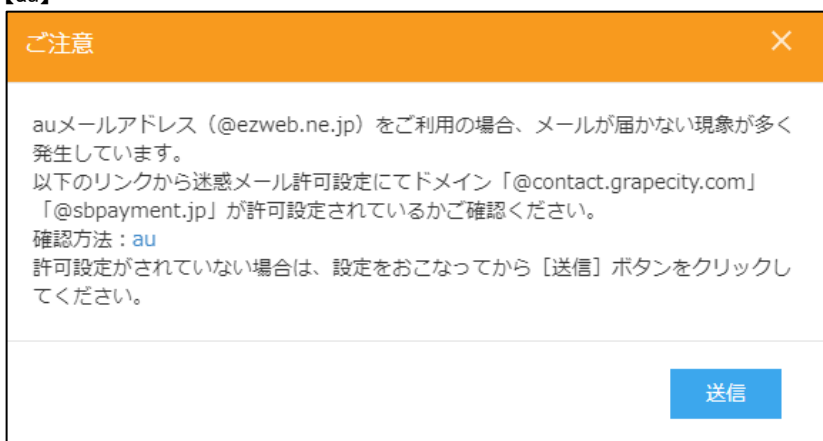 【au】
ご注意
auメールアドレス（@ezweb.ne.jp）をご利用の場合、メールが届かない現象が多く
発生しています。
以下のリンクから迷惑メール許可設定にてドメイン「@contact.grapecity.com」
「@sbpayment.jp」が許可設定されているかご確認ください。
確認方法：au
許可設定がされていない場合は、設定をおこなってから［送信］ボタンをクリックし
てください。
送信